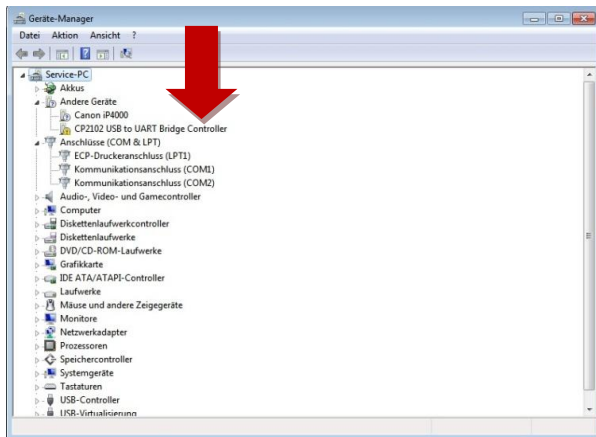 Geräte-Manager
Datei Aktion Ansicht ?
Service-PC
Akkus
Andere Geräte
Canon iP4000
CP2102 USB to UART Bridge Controller
Anschlüsse (COM & LPT)
ECP-Druckeranschluss (LPT1)
Kommunikationsanschluss (COM1)
Kommunikationsanschluss (COM2)
Audio-, Video- und Gamecontroller
Computer
Diskettenlaufwerkcontroller
Diskettenlaufwerke
DVD/CD-ROM-Laufwerke
Grafikkarte
IDE ATA/ATAPI-Controller
Laufwerke
Mäuse und andere Zeigegeräte
Monitore
Netzwerkadapter
Prozessoren
Speichercontroller
Systemgeräte
Tastaturen
USB-Controller
USB-Virtualisierung